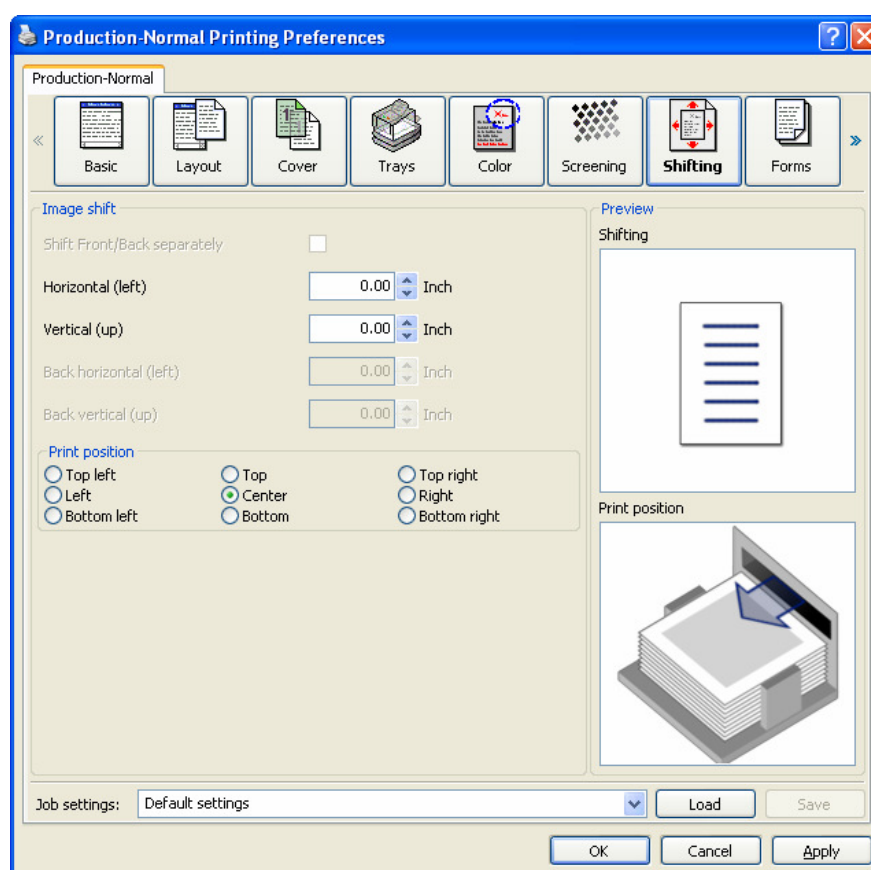 Production-Normal Printing Preferences
Production-Normal
« Basic Layout Cover Trays Color Screening Shifting Forms »
Image shift
Shift Front/Back separately
Horizontal (left) 0.00 Inch
Vertical (up) 0.00 Inch
Back horizontal (left) 0.00 Inch
Back vertical (up) 0.00 Inch
Print position
Top left Top Top right
Left Center Right
Bottom left Bottom Bottom right
Preview
Shifting
Print position
Job settings: Default settings Load Save
OK Cancel Apply